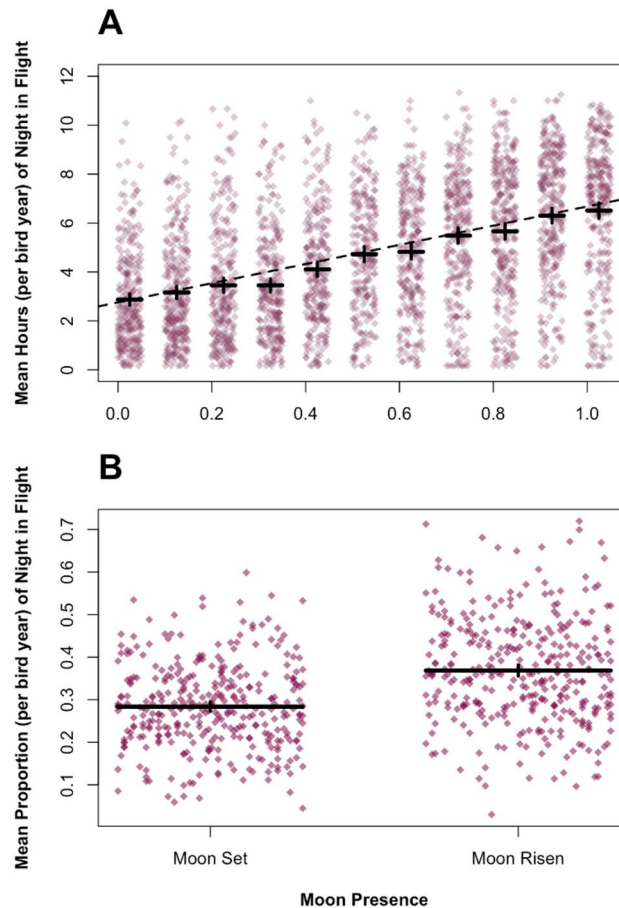 A
Mean Hours (per bird year) of Night in Flight
12
10
8
6
4
2
0
0.0 0.2 0.4 0.6 0.8 1.0
B
Mean Proportion (per bird year) of Night in Flight
0.7
0.6
0.5
0.4
0.3
0.2
0.1
Moon Set Moon Risen
Moon Presence